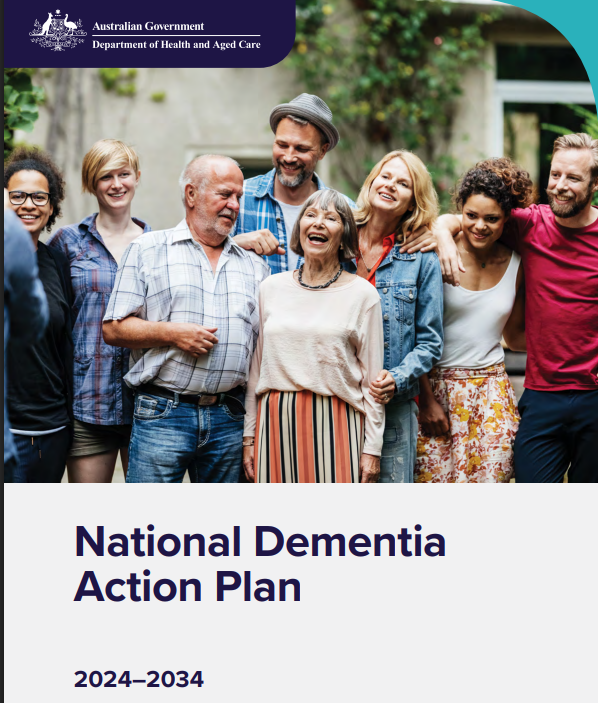 Australian Government
Department of Health and Aged Care
National Dementia
Action Plan
2024–2034